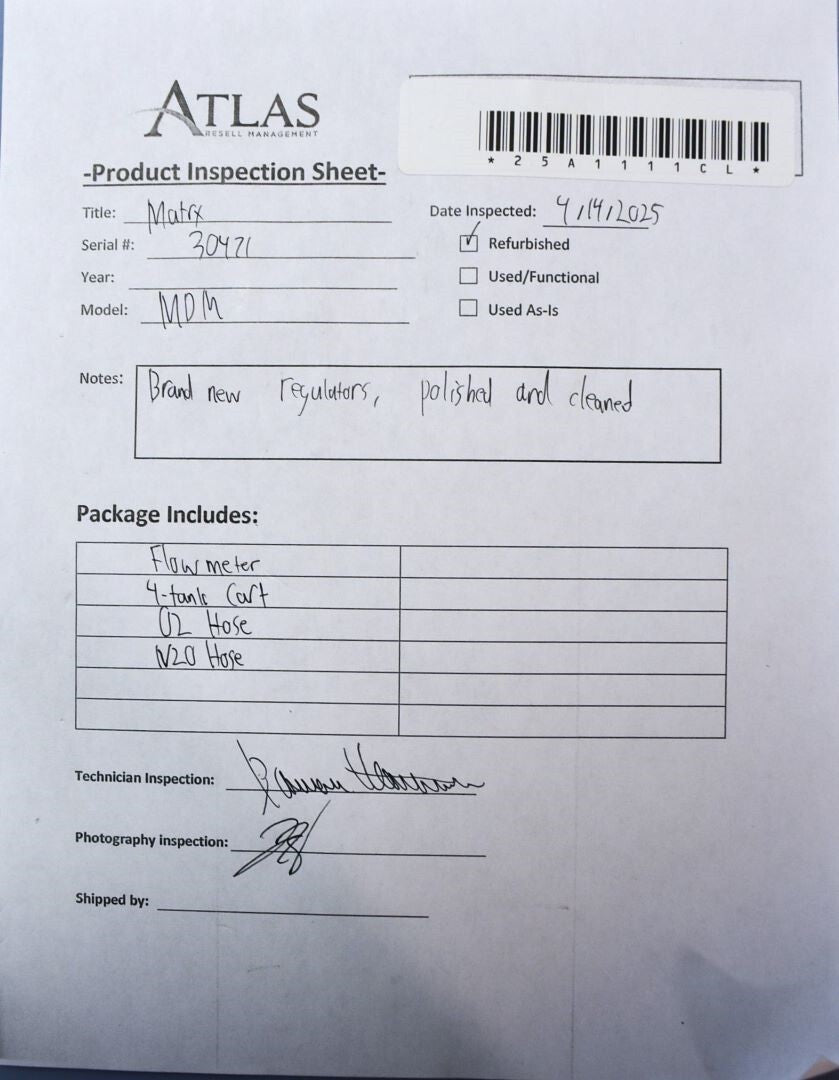 ATLAS
RESELL MANAGEMENT
*25A1111CL*
-Product Inspection Sheet-
Title: Matrx
Date Inspected: 4/14/2025
Serial #: 30471
Refurbished
Year:
Used/Functional
Model: MDM
Used As-Is
Notes: Brand new regulators, polished and cleaned
Package Includes:
Flowmeter
4-tank Cart
O2 Hose
N2O Hose
Technician Inspection:
Photography inspection:
Shipped by: